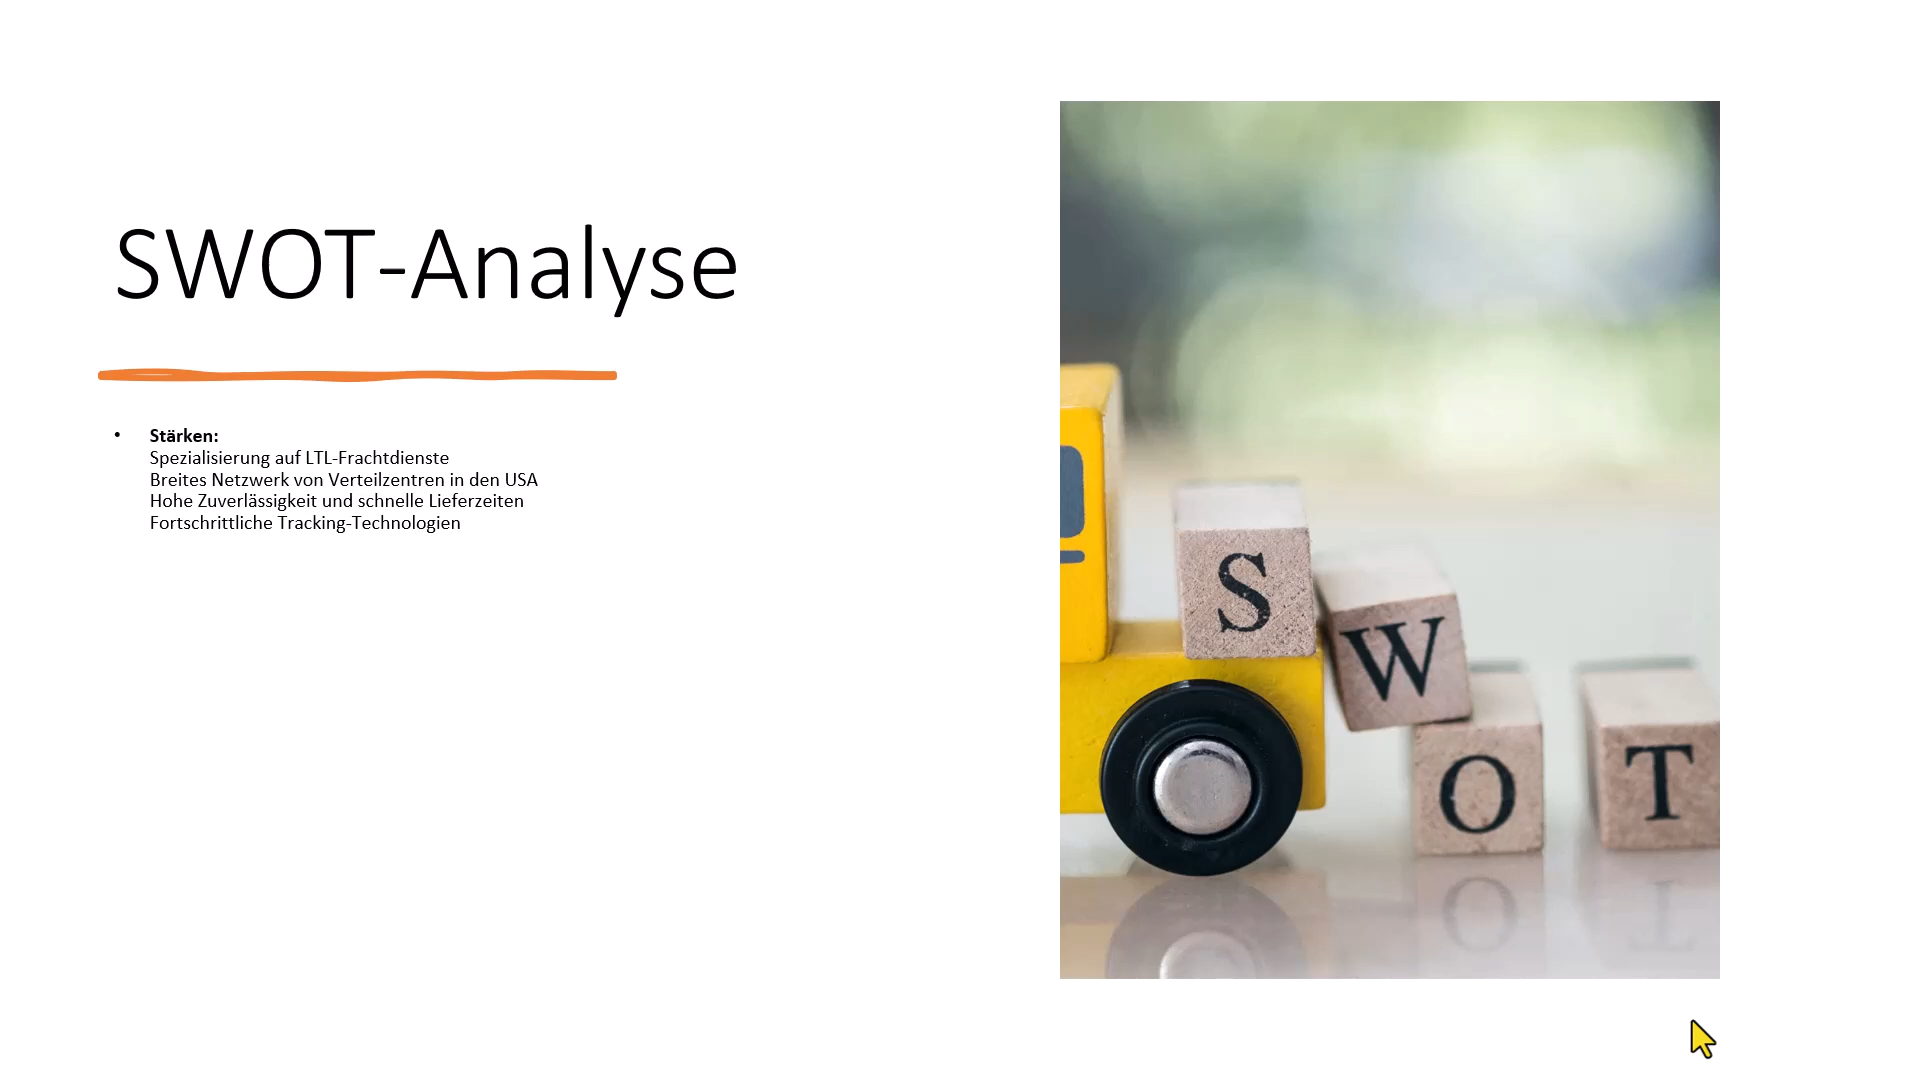 SWOT-Analyse
• Stärken:
Spezialisierung auf LTL-Frachtdienste
Breites Netzwerk von Verteilzentren in den USA
Hohe Zuverlässigkeit und schnelle Lieferzeiten
Fortschrittliche Tracking-Technologien
S
W
O
T